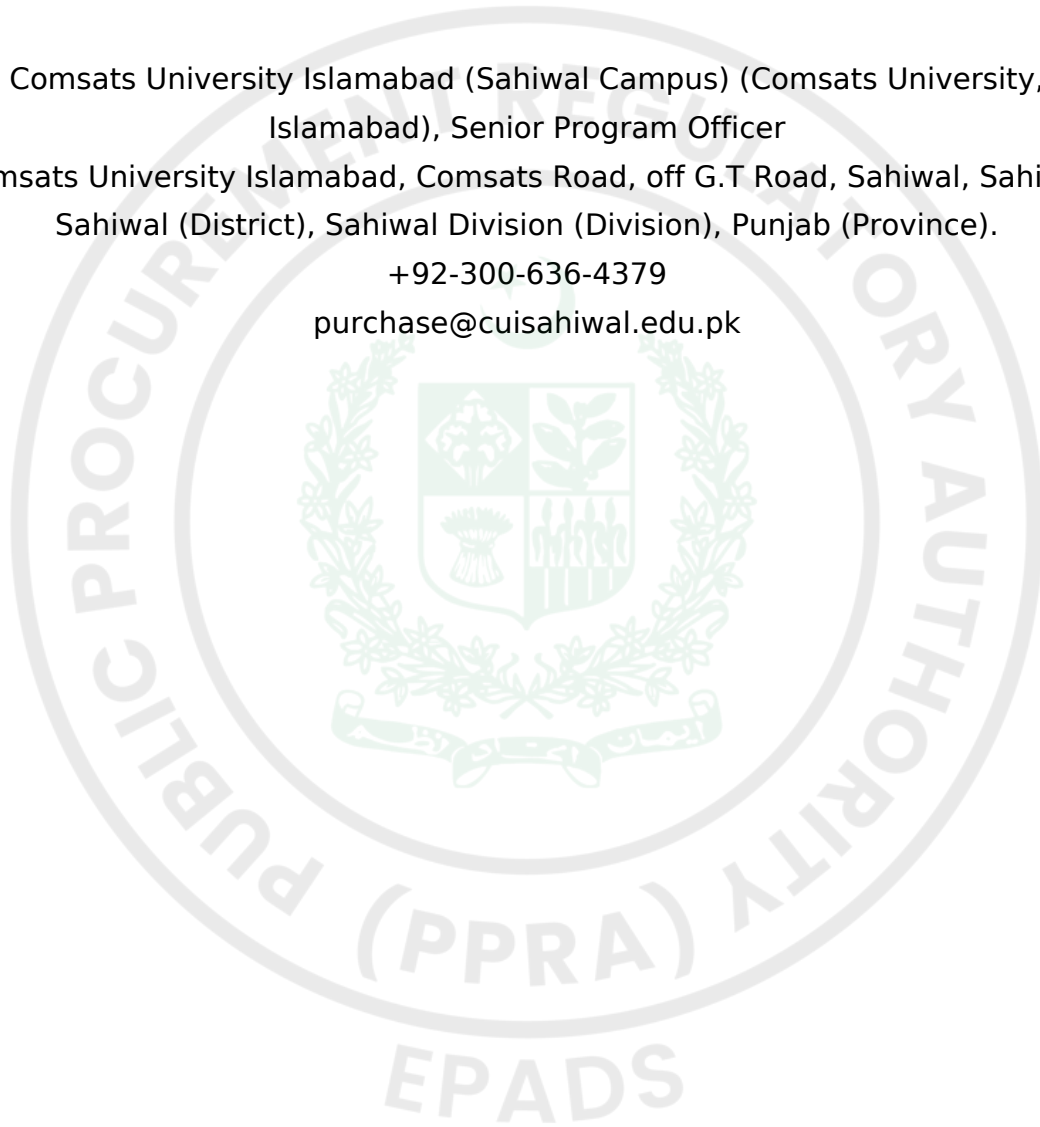 Comsats University Islamabad (Sahiwal Campus) (Comsats University,
Islamabad), Senior Program Officer
msats University Islamabad, Comsats Road, off G.T Road, Sahiwal, Sahi
Sahiwal (District), Sahiwal Division (Division), Punjab (Province).
+92-300-636-4379
purchase@cuisahiwal.edu.pk
PUBLIC PROCUREMENT REGULATORY AUTHORITY
(PPRA)
EPADS